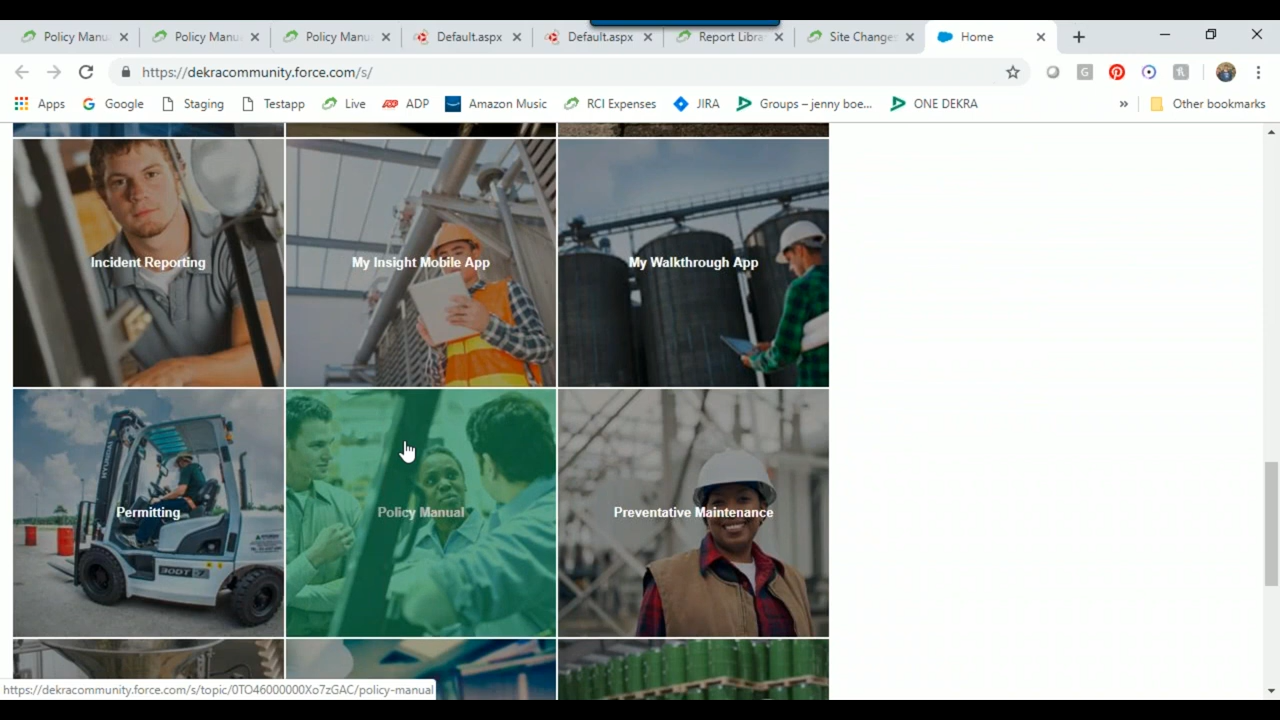 Policy Manu
Policy Manu
Policy Manu
Default.aspx
Default.aspx
Report Libra
Site Changes
Home
https://dekracommunity.force.com/s/
Apps
Google
Staging
Testapp
Live
ADP
Amazon Music
RCI Expenses
JIRA
Groups – jenny boe...
ONE DEKRA
»
Other bookmarks
Incident Reporting
My Insight Mobile App
My Walkthrough App
Permitting
Policy Manual
Preventative Maintenance
HYUNDAI
30DT
https://dekracommunity.force.com/s/topic/0TO46000000Xo7zGAC/policy-manual